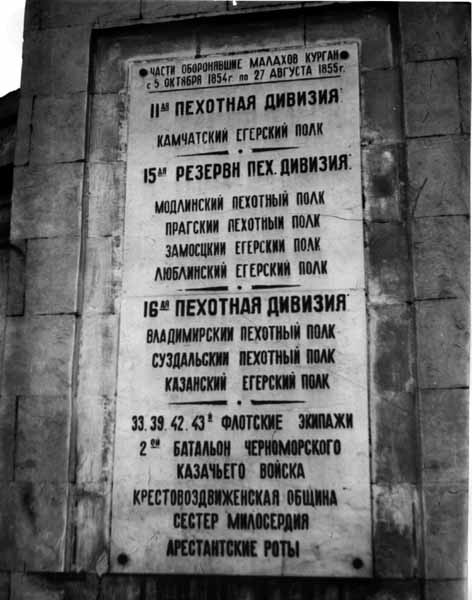 ЧАСТИ ОБОРОНЯВШИЕ МАЛАХОВ КУРГАН
с 5 ОКТЯБРЯ 1854г. по 27 АВГУСТА 1855г.
11ая ПЕХОТНАЯ ДИВИЗИЯ:
КАМЧАТСКИЙ ЕГЕРСКИЙ ПОЛК
15ая РЕЗЕРВН ПЕХ. ДИВИЗИЯ:
МОДЛИНСКИЙ ПЕХОТНЫЙ ПОЛК
ПРАГСКИЙ ПЕХОТНЫЙ ПОЛК
ЗАМОСЦКИЙ ЕГЕРСКИЙ ПОЛК
ЛЮБЛИНСКИЙ ЕГЕРСКИЙ ПОЛК
16ая ПЕХОТНАЯ ДИВИЗИЯ:
ВЛАДИМИРСКИЙ ПЕХОТНЫЙ ПОЛК
СУЗДАЛЬСКИЙ ПЕХОТНЫЙ ПОЛК
КАЗАНСКИЙ ЕГЕРСКИЙ ПОЛК
33. 39. 42. 43й ФЛОТСКИЕ ЭКИПАЖИ
2ой БАТАЛЬОН ЧЕРНОМОРСКОГО
КАЗАЧЬЕГО ВОЙСКА
КРЕСТОВОЗДВИЖЕНСКАЯ ОБЩИНА
СЕСТЕР МИЛОСЕРДИЯ
АРЕСТАНТСКИЕ РОТЫ